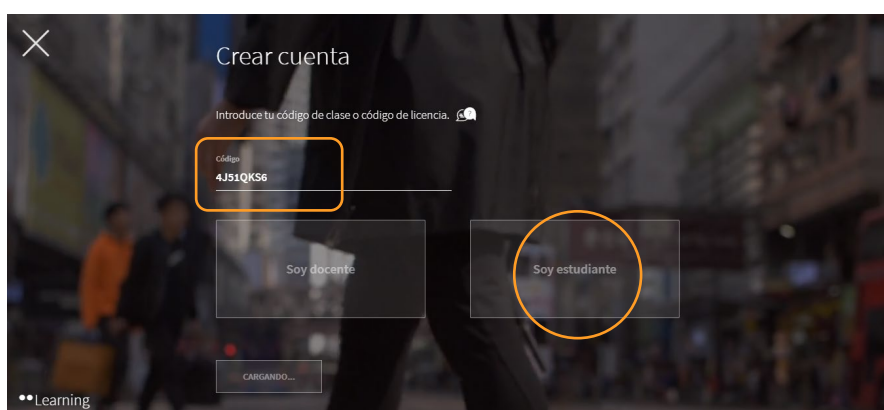 Crear cuenta
Introduce tu código de clase o código de licencia.
?
Código
4J51QKS6
Soy docente
Soy estudiante
CARGANDO...
Learning